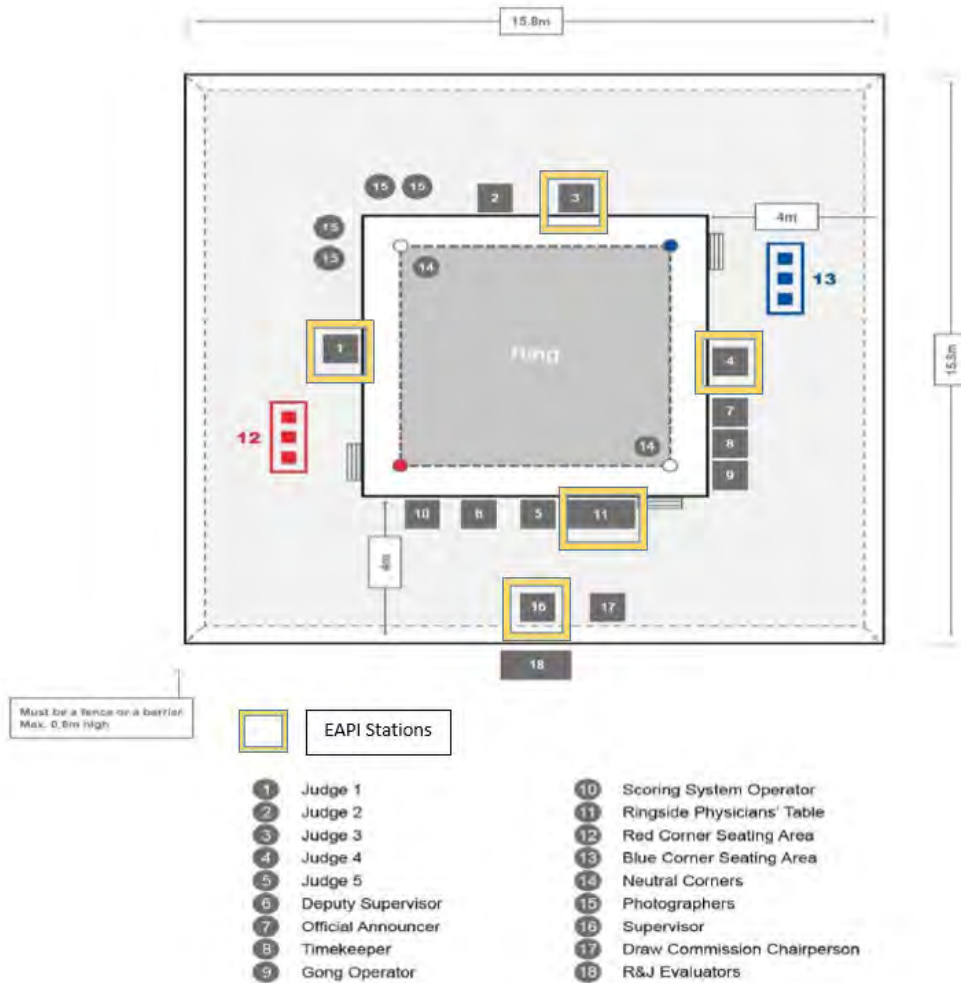 15.8m
15 15
2
3
4m
15
15
14
13
Ring
1
4
7
12
14
8
9
10
6
5
11
4m
15.8m
16
17
18
Must be a fence or a barrier
Max. 0.8m high
EAPI Stations
1 Judge 1
2 Judge 2
3 Judge 3
4 Judge 4
5 Judge 5
6 Deputy Supervisor
7 Official Announcer
8 Timekeeper
9 Gong Operator
10 Scoring System Operator
11 Ringside Physicians' Table
12 Red Corner Seating Area
13 Blue Corner Seating Area
14 Neutral Corners
15 Photographers
16 Supervisor
17 Draw Commission Chairperson
18 R&J Evaluators